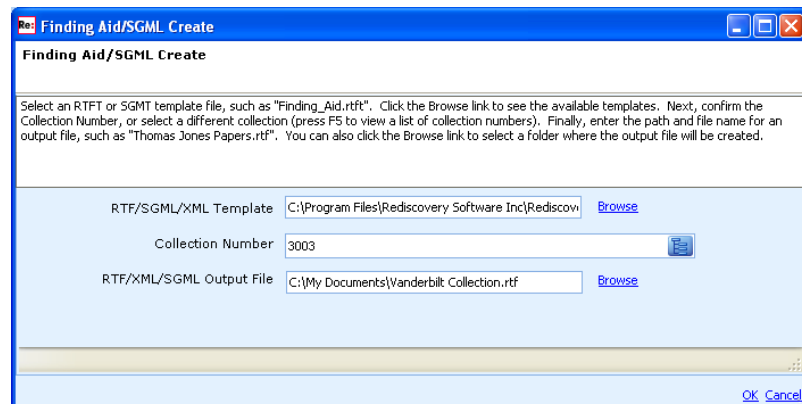 Re: Finding Aid/SGML Create
Finding Aid/SGML Create
Select an RTFT or SGMT template file, such as "Finding_Aid.rtft". Click the Browse link to see the available templates. Next, confirm the
Collection Number, or select a different collection (press F5 to view a list of collection numbers). Finally, enter the path and file name for an
output file, such as "Thomas Jones Papers.rtf". You can also click the Browse link to select a folder where the output file will be created.
RTF/SGML/XML Template C:\Program Files\Rediscovery Software Inc\Rediscov Browse
Collection Number 3003
RTF/XML/SGML Output File C:\My Documents\Vanderbilt Collection.rtf Browse
OK Cancel